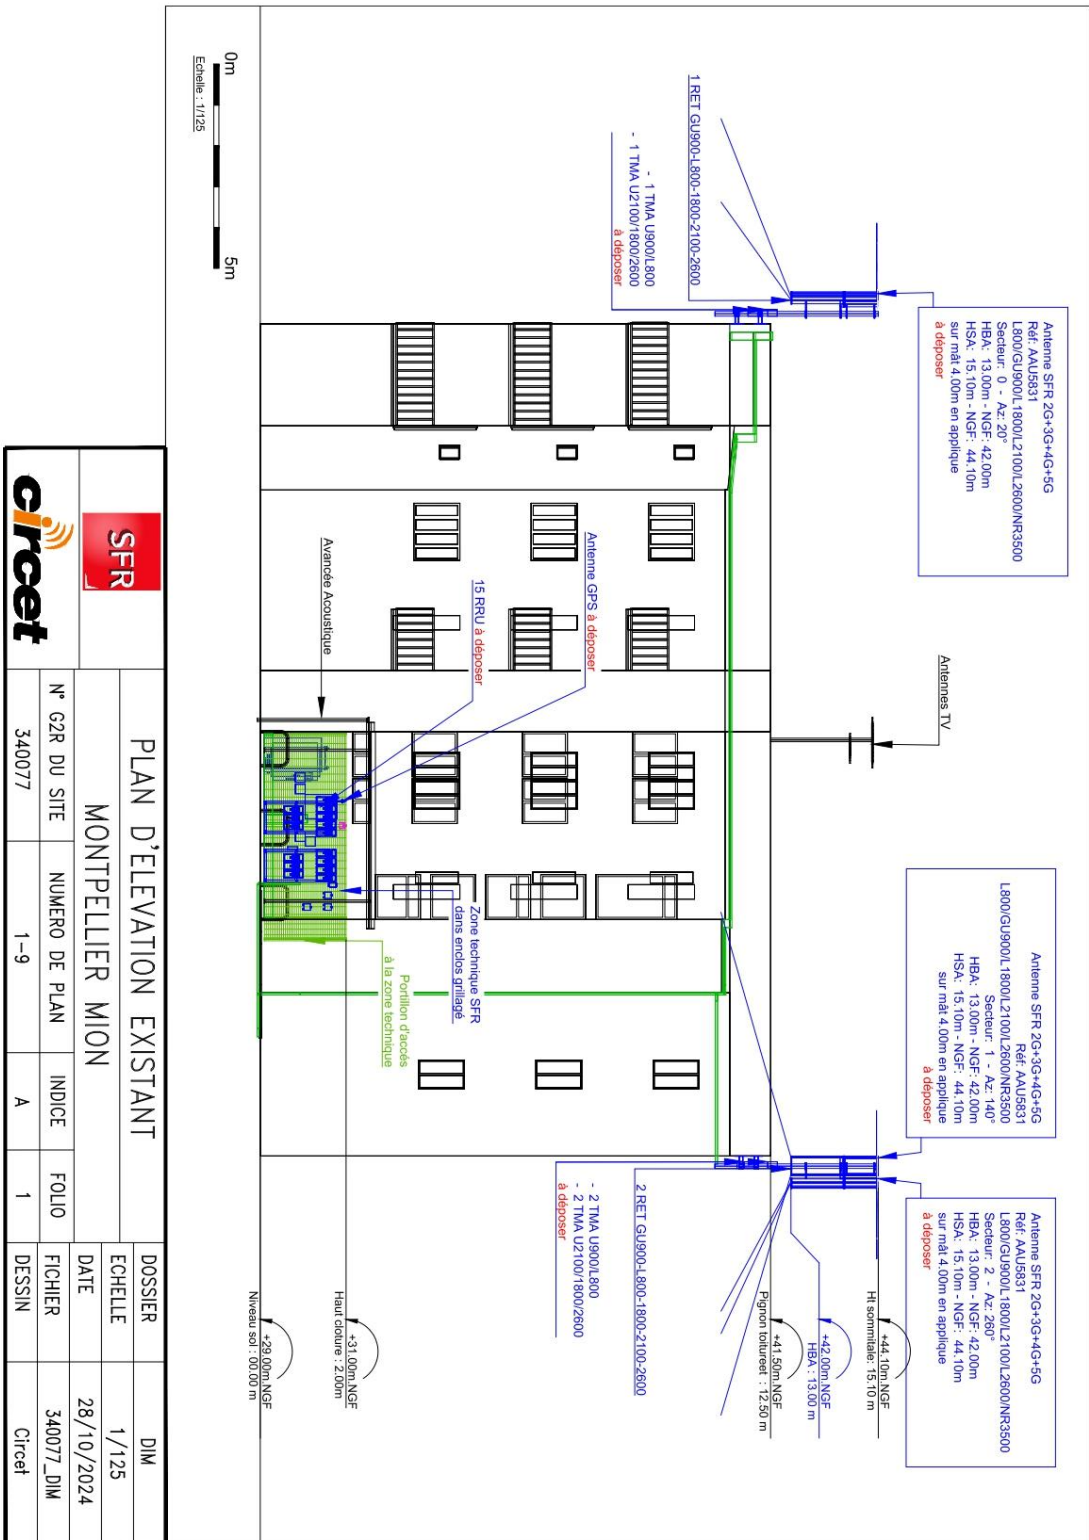 Antenne SFR 2G+3G+4G+5G
Réf: AAU5831
L800/GU900/L1800/L2100/L2600/NR3500
Secteur: 0 - Az: 20°
HBA: 13.00m - NGF: 42.00m
HSA: 15.10m - NGF: 44.10m
sur mât 4.00m en applique
à déposer
Antenne SFR 2G+3G+4G+5G
Réf: AAU5831
L800/GU900/L1800/L2100/L2600/NR3500
Secteur: 1 - Az: 140°
HBA: 13.00m - NGF: 42.00m
HSA: 15.10m - NGF: 44.10m
sur mât 4.00m en applique
à déposer
Antenne SFR 2G+3G+4G+5G
Réf: AAU5831
L800/GU900/L1800/L2100/L2600/NR3500
Secteur: 2 - Az: 260°
HBA: 13.00m - NGF: 42.00m
HSA: 15.10m - NGF: 44.10m
sur mât 4.00m en applique
à déposer
Antennes TV
+44.10m NGF
Ht sommitale: 15.10 m
+42.00m NGF
HBA : 13.00 m
+41.50m NGF
Pignon toitureet : 12.50 m
1 RET GU900-L800-1800-2100-2600
- 1 TMA U900/L800
- 1 TMA U2100/1800/2600
à déposer
2 RET GU900-L800-1800-2100-2600
- 2 TMA U900/L800
- 2 TMA U2100/1800/2600
à déposer
Antenne GPS à déposer
15 RRU à déposer
Zone technique SFR
dans enclos grillagé
Portillon d'accès
à la zone technique
Avancée Acoustique
+31.00m NGF
Haut cloture : 2.00m
+29.00m NGF
Niveau sol : 00.00 m
0m
5m
Echelle : 1/125
SFR
circet
PLAN D'ELEVATION EXISTANT
MONTPELLIER MION
N° G2R DU SITE
NUMERO DE PLAN
INDICE
FOLIO
340077
1-9
A
1
DOSSIER
DIM
ECHELLE
1/125
DATE
28/10/2024
FICHIER
340077_DIM
DESSIN
Circet